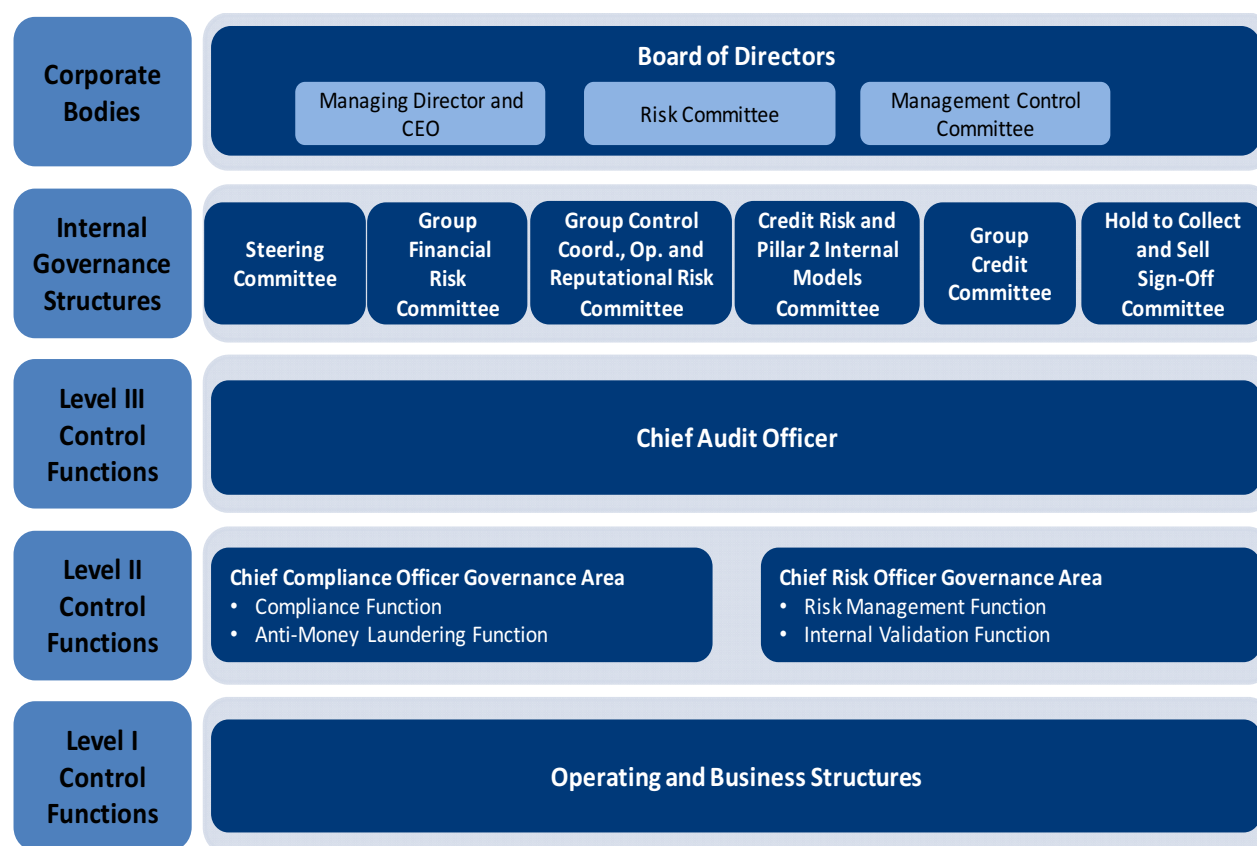 Corporate
Bodies
Board of Directors
Managing Director and
CEO
Risk Committee
Management Control
Committee
Internal
Governance
Structures
Steering
Committee
Group
Financial
Risk
Committee
Group Control
Coord., Op. and
Reputational Risk
Committee
Credit Risk and
Pillar 2 Internal
Models
Committee
Group
Credit
Committee
Hold to Collect
and Sell
Sign-Off
Committee
Level III
Control
Functions
Chief Audit Officer
Level II
Control
Functions
Chief Compliance Officer Governance Area
• Compliance Function
• Anti-Money Laundering Function
Chief Risk Officer Governance Area
• Risk Management Function
• Internal Validation Function
Level I
Control
Functions
Operating and Business Structures